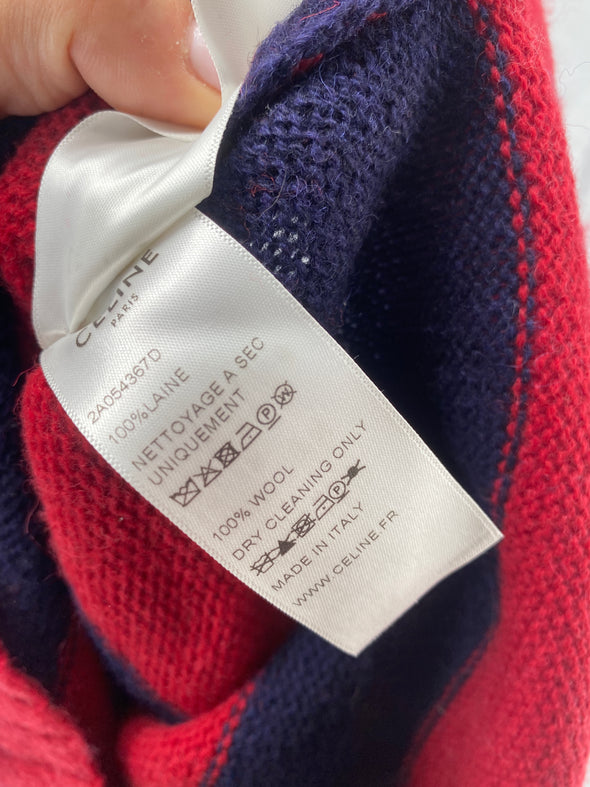 CELINE
PARIS
2A054367D
100%LAINE
NETTOYAGE A SEC
UNIQUEMENT
100% WOOL
DRY CLEANING ONLY
MADE IN ITALY
WWW.CELINE.FR